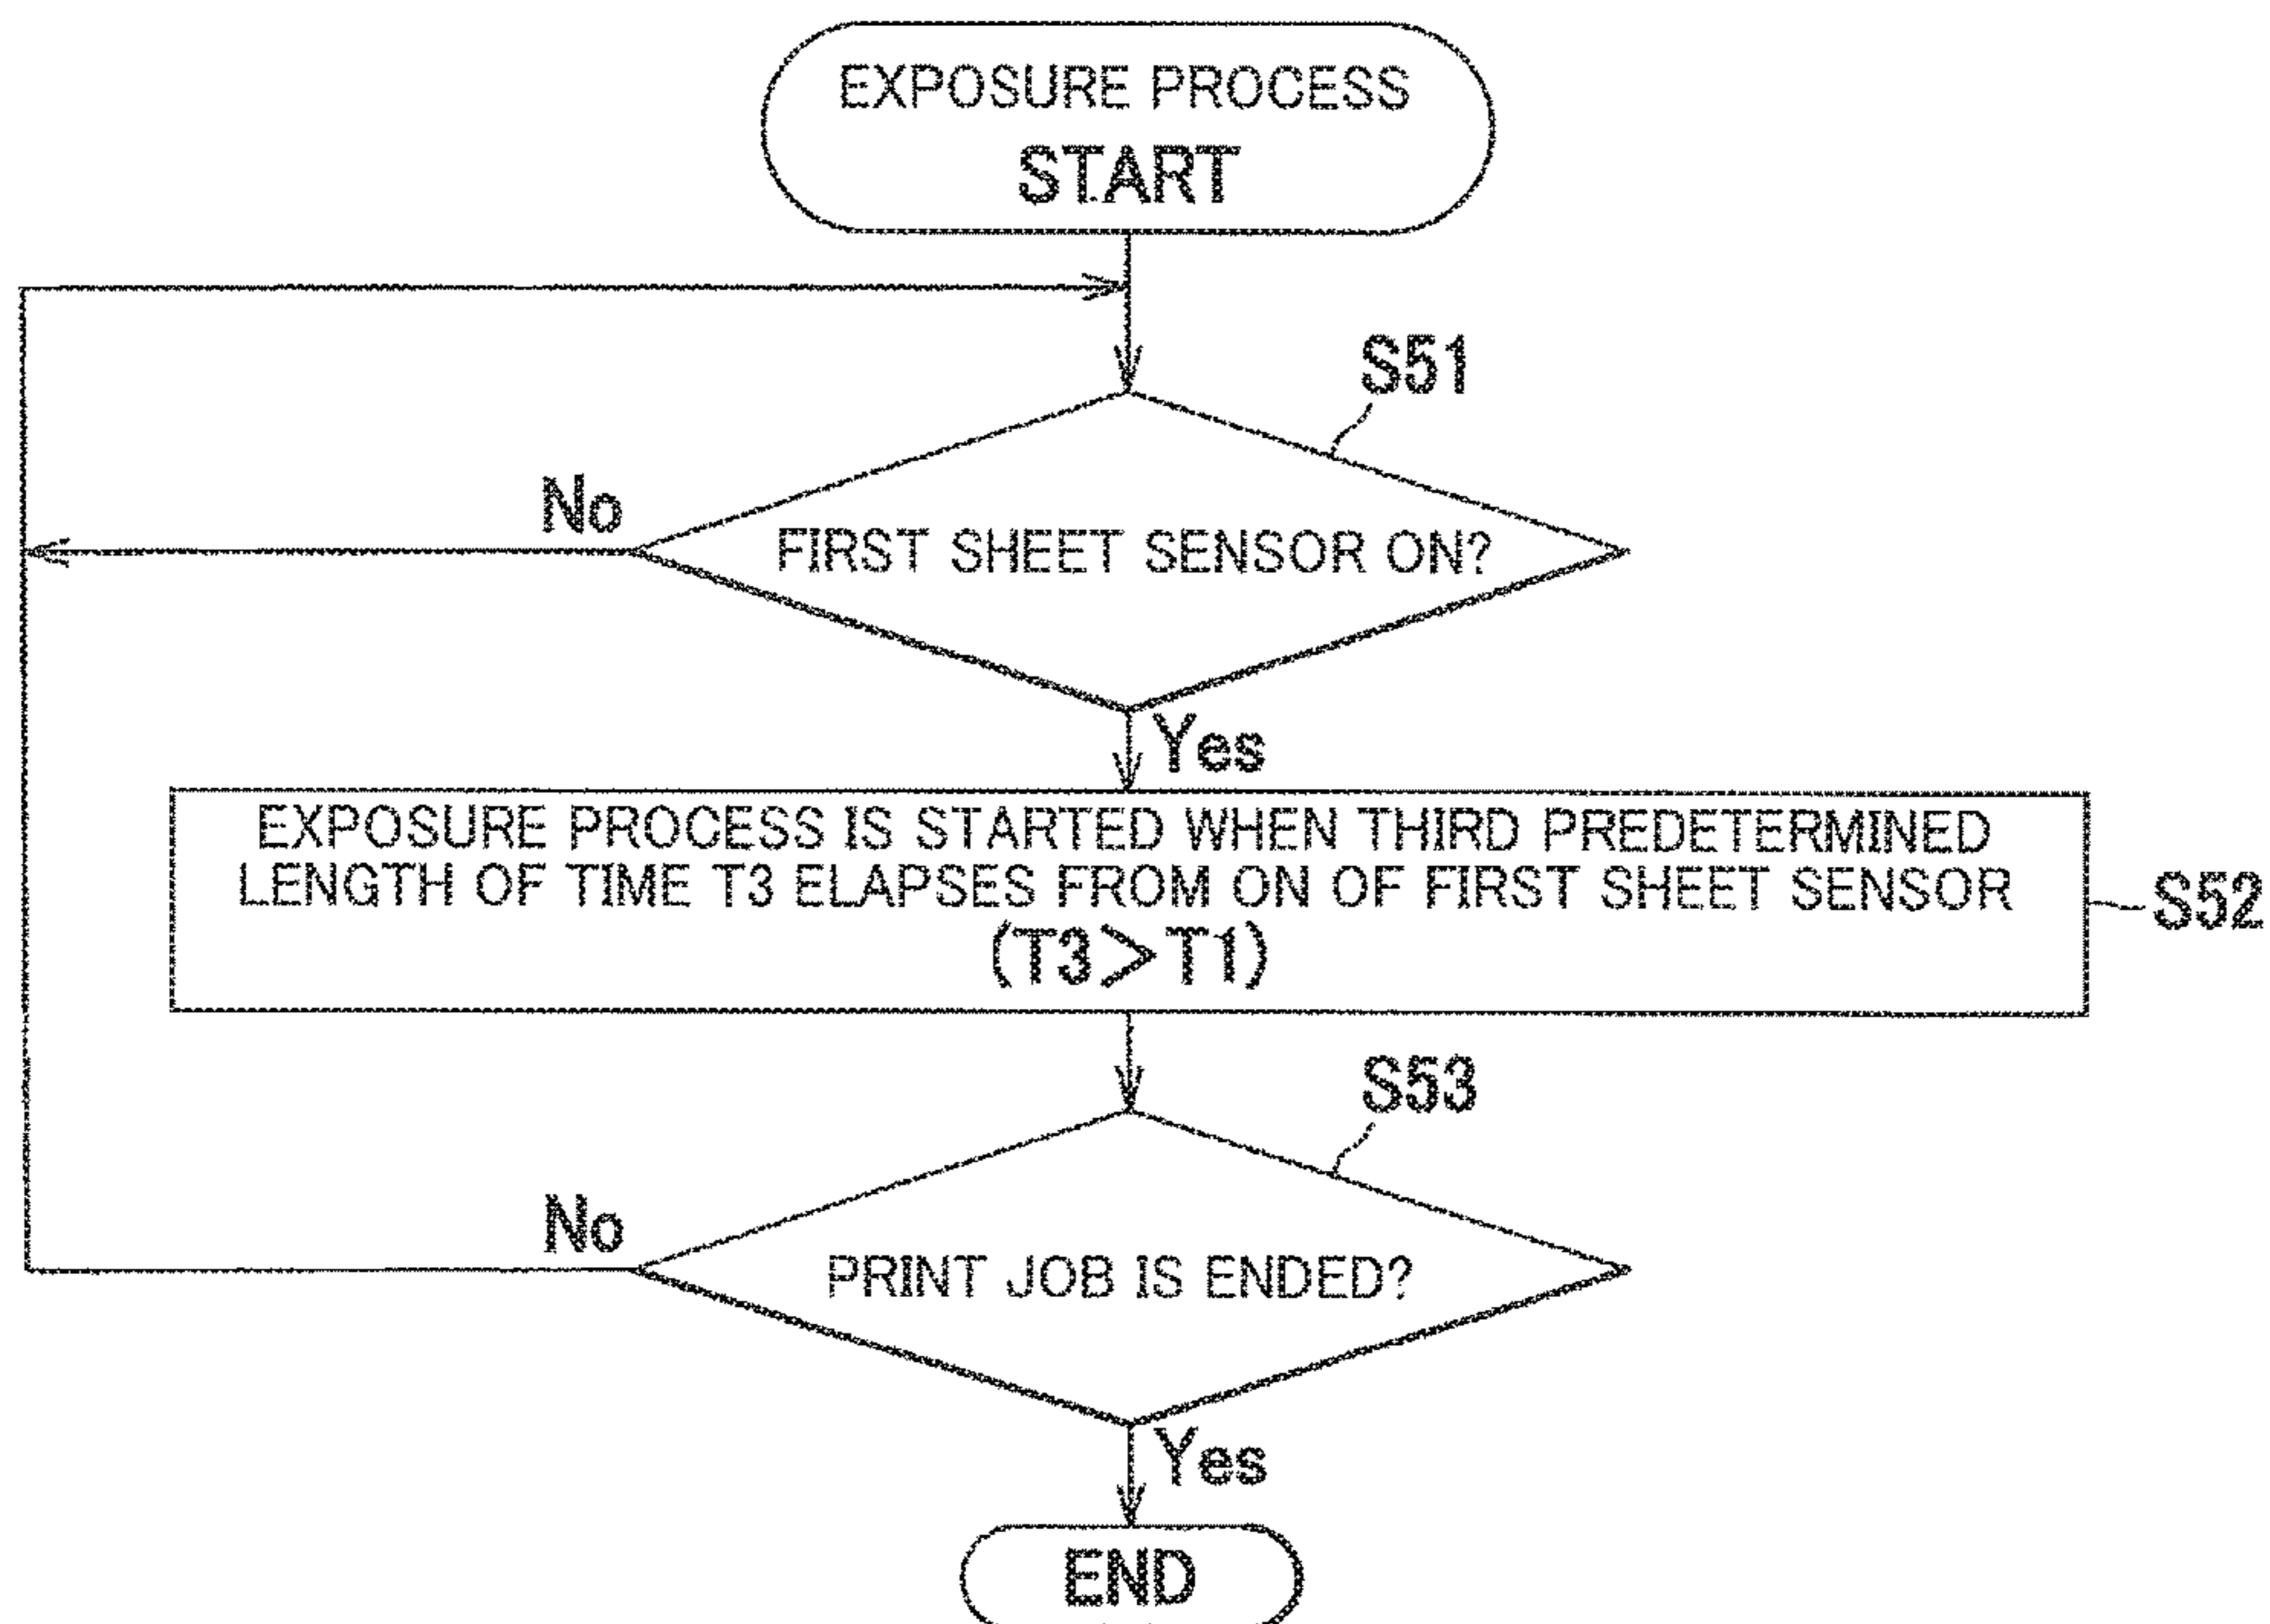 EXPOSURE PROCESS
START
S51
No
FIRST SHEET SENSOR ON?
Yes
EXPOSURE PROCESS IS STARTED WHEN THIRD PREDETERMINED
LENGTH OF TIME T3 ELAPSES FROM ON OF FIRST SHEET SENSOR
(T3>T1)
S52
S53
No
PRINT JOB IS ENDED?
Yes
END